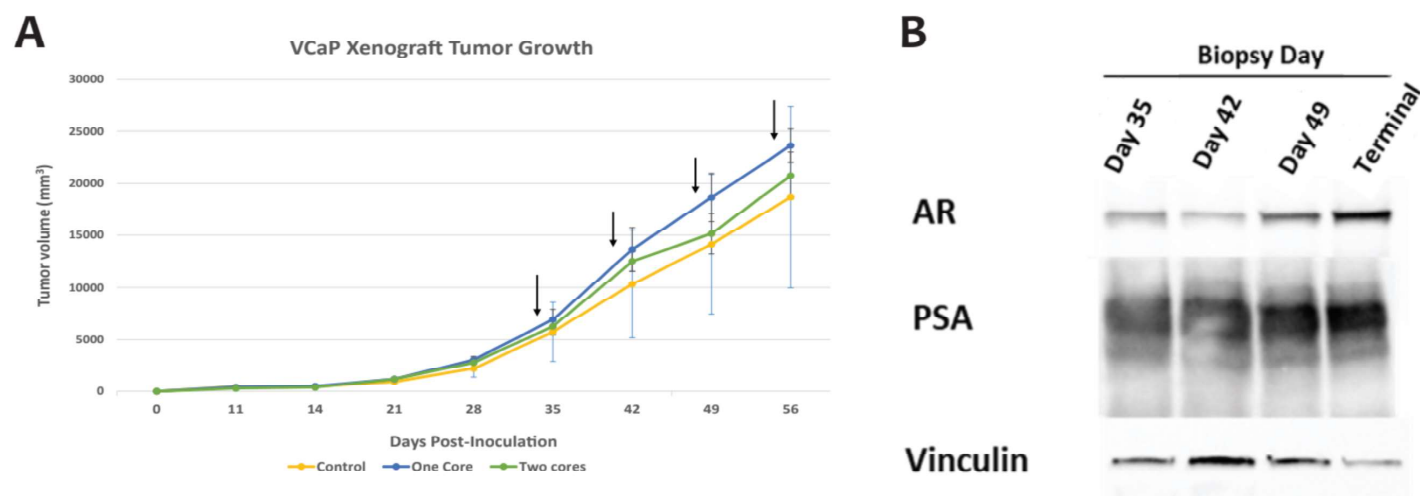 A
VCaP Xenograft Tumor Growth
30000
25000
20000
15000
10000
5000
0
Tumor volume (mm³)
0 11 14 21 28 35 42 49 56
Days Post-Inoculation
Control One Core Two cores
B
Biopsy Day
Day 35 Day 42 Day 49 Terminal
AR
PSA
Vinculin